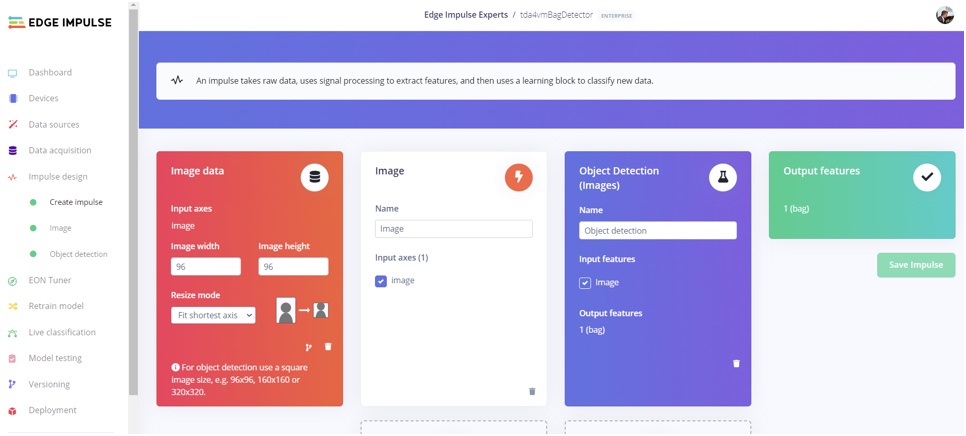 EDGE IMPULSE
Edge Impulse Experts / tda4vmBagDetector ENTERPRISE
Dashboard
Devices
Data sources
Data acquisition
Impulse design
Create impulse
Image
Object detection
EON Tuner
Retrain model
Live classification
Model testing
Versioning
Deployment
An impulse takes raw data, uses signal processing to extract features, and then uses a learning block to classify new data.
Image data
Input axes
image
Image width
Image height
96
96
Resize mode
Fit shortest axis
For object detection use a square
image size, e.g. 96x96, 160x160 or
320x320.
Image
Name
Image
Input axes (1)
image
Object Detection
(Images)
Name
Object detection
Input features
Image
Output features
1 (bag)
Output features
1 (bag)
Save Impulse